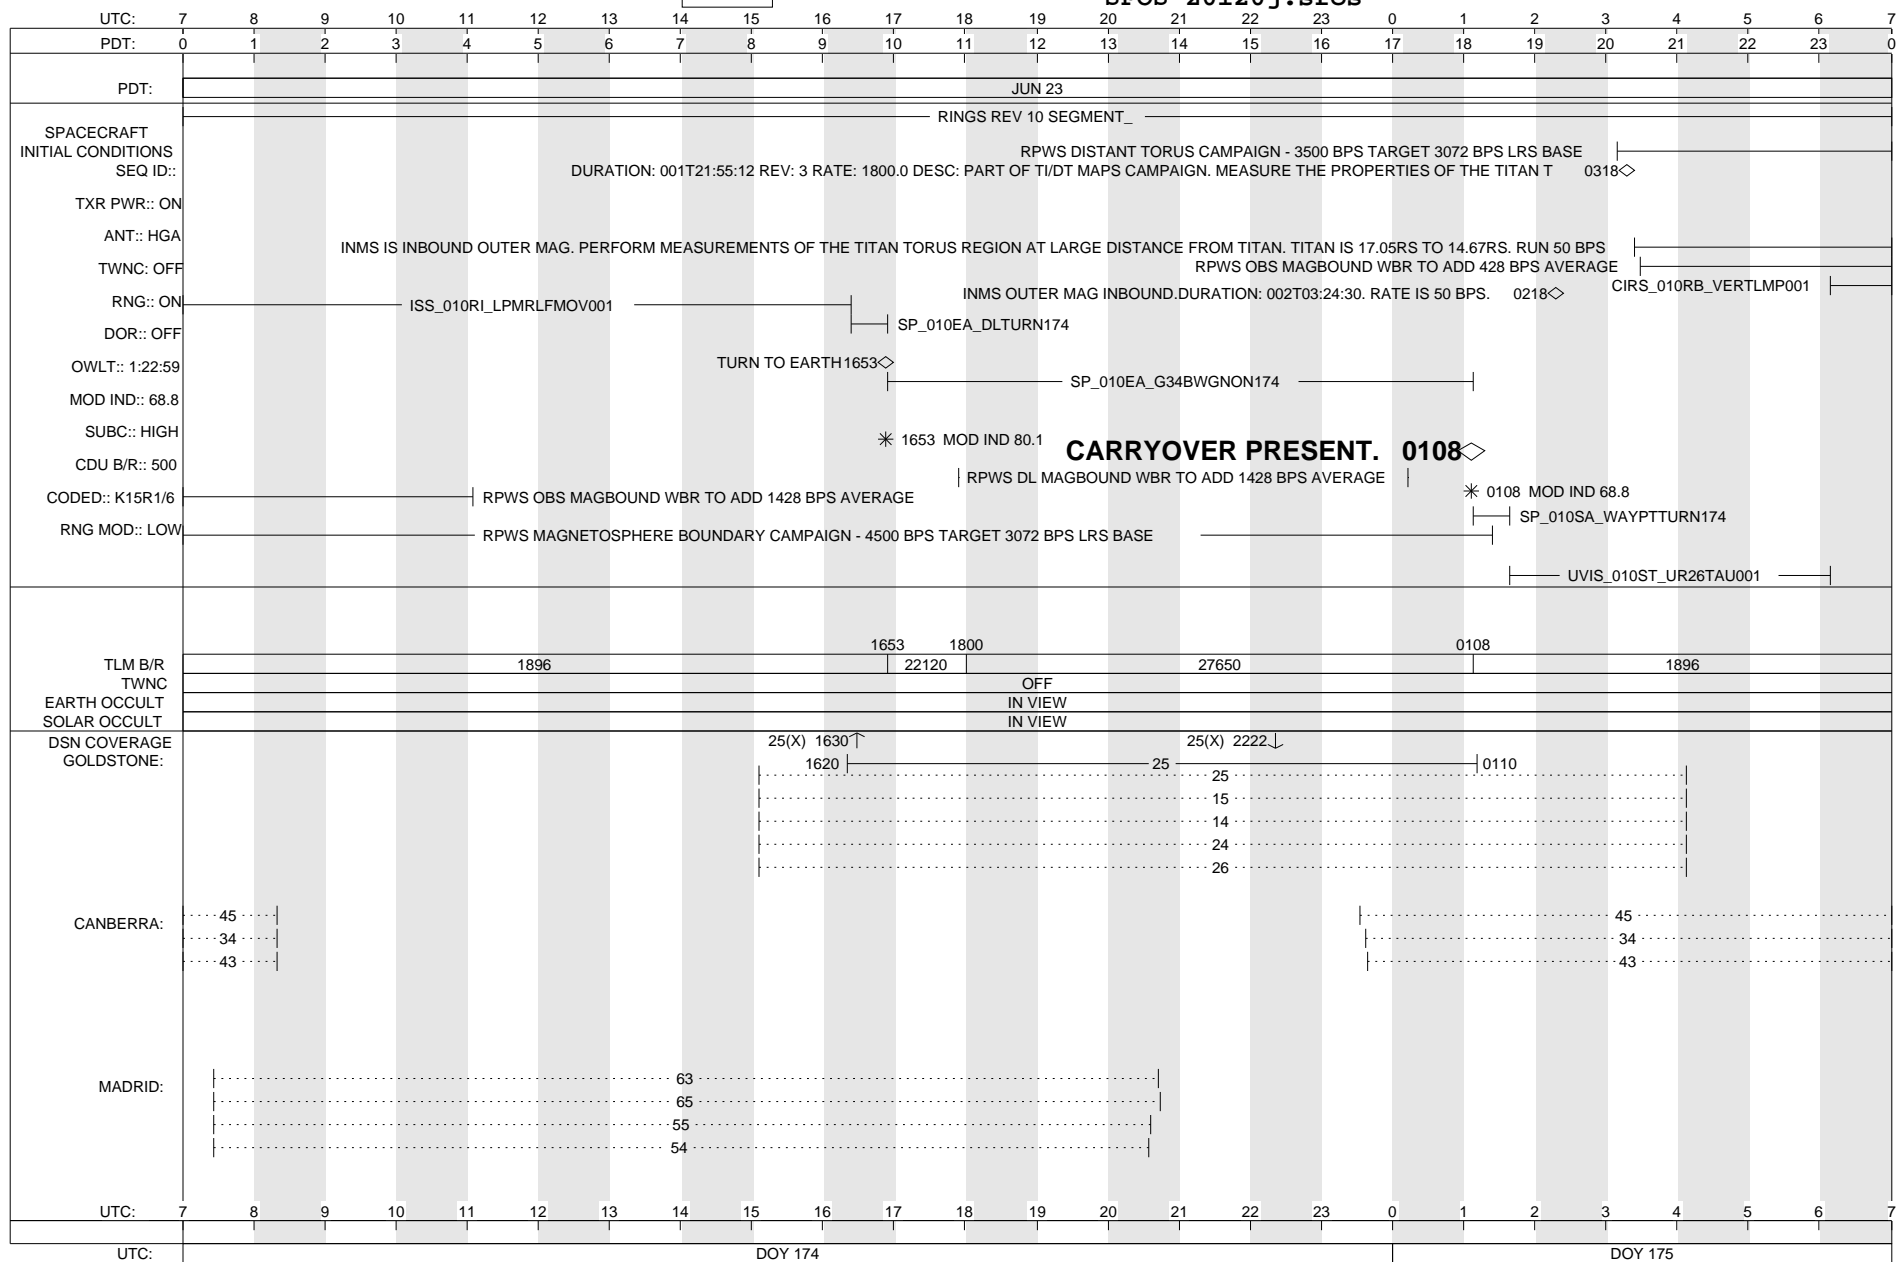 UTC: 7 8 9 10 11 12 13 14 15 16 17 18 19 20 21 22 23 0 1 2 3 4 5 6 7
PDT: 0 1 2 3 4 5 6 7 8 9 10 11 12 13 14 15 16 17 18 19 20 21 22 23 0
PDT: JUN 23
RINGS REV 10 SEGMENT_
SPACECRAFT
INITIAL CONDITIONS
RPWS DISTANT TORUS CAMPAIGN - 3500 BPS TARGET 3072 BPS LRS BASE
SEQ ID:: DURATION: 001T21:55:12 REV: 3 RATE: 1800.0 DESC: PART OF TI/DT MAPS CAMPAIGN. MEASURE THE PROPERTIES OF THE TITAN T 0318
TXR PWR:: ON
ANT:: HGA
INMS IS INBOUND OUTER MAG. PERFORM MEASUREMENTS OF THE TITAN TORUS REGION AT LARGE DISTANCE FROM TITAN. TITAN IS 17.05RS TO 14.67RS. RUN 50 BPS
TWNC: OFF RPWS OBS MAGBOUND WBR TO ADD 428 BPS AVERAGE
CIRS_010RB_VERTLMP001
INMS OUTER MAG INBOUND.DURATION: 002T03:24:30. RATE IS 50 BPS. 0218
RNG:: ON ISS_010RI_LPMRLFMOV001
SP_010EA_DLTURN174
DOR:: OFF
OWLT:: 1:22:59 TURN TO EARTH 1653
SP_010EA_G34BWGNON174
MOD IND:: 68.8
SUBC:: HIGH 1653 MOD IND 80.1
CARRYOVER PRESENT. 0108
CDU B/R:: 500
RPWS DL MAGBOUND WBR TO ADD 1428 BPS AVERAGE
0108 MOD IND 68.8
CODED:: K15R1/6 RPWS OBS MAGBOUND WBR TO ADD 1428 BPS AVERAGE
SP_010SA_WAYPTTURN174
RNG MOD:: LOW RPWS MAGNETOSPHERE BOUNDARY CAMPAIGN - 4500 BPS TARGET 3072 BPS LRS BASE
UVIS_010ST_UR26TAU001
1653 1800 0108
TLM B/R 1896 22120 27650 1896
TWNC OFF
EARTH OCCULT IN VIEW
SOLAR OCCULT IN VIEW
DSN COVERAGE 25(X) 1630 25(X) 2222
GOLDSTONE: 1620 25 0110
25
15
14
24
26
CANBERRA: 45 45
34 34
43 43
MADRID: 63
65
55
54
UTC: 7 8 9 10 11 12 13 14 15 16 17 18 19 20 21 22 23 0 1 2 3 4 5 6 7
UTC: DOY 174 DOY 175